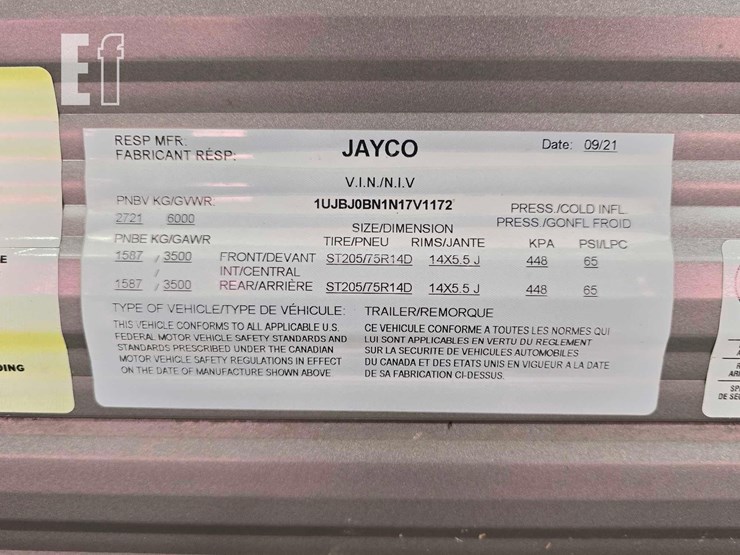 Ef
RESP MFR:
FABRICANT RÉSP:
JAYCO
Date: 09/21
V.I.N./N.I.V
PNBV KG/GVWR.
1UJBJ0BN1N17V1172
PRESS./COLD INFL.
2721 6000
SIZE/DIMENSION
PRESS./GONFL FROID
PNBE KG/GAWR
TIRE/PNEU RIMS/JANTE
KPA PSI/LPC
1587 / 3500 FRONT/DEVANT ST205/75R14D 14X5.5 J 448 65
INT/CENTRAL
1587 / 3500 REAR/ARRIÈRE ST205/75R14D 14X5.5 J 448 65
TYPE OF VEHICLE/TYPE DE VÉHICULE: TRAILER/REMORQUE
THIS VEHICLE CONFORMS TO ALL APPLICABLE U.S.
FEDERAL MOTOR VEHICLE SAFETY STANDARDS AND
STANDARDS PRESCRIBED UNDER THE CANADIAN
MOTOR VEHICLE SAFETY REGULATIONS IN EFFECT
ON THE DATE OF MANUFACTURE SHOWN ABOVE
CE VEHICULE CONFORME A TOUTES LES NORMES QUI
LUI SONT APPLICABLES EN VERTU DU REGLEMENT
SUR LA SECURITE DE VEHICULES AUTOMOBILES
DU CANADA ET DES ETATS UNIS EN VIGUEUR A LA DATE
DE SA FABRICATION CI-DESSUS.